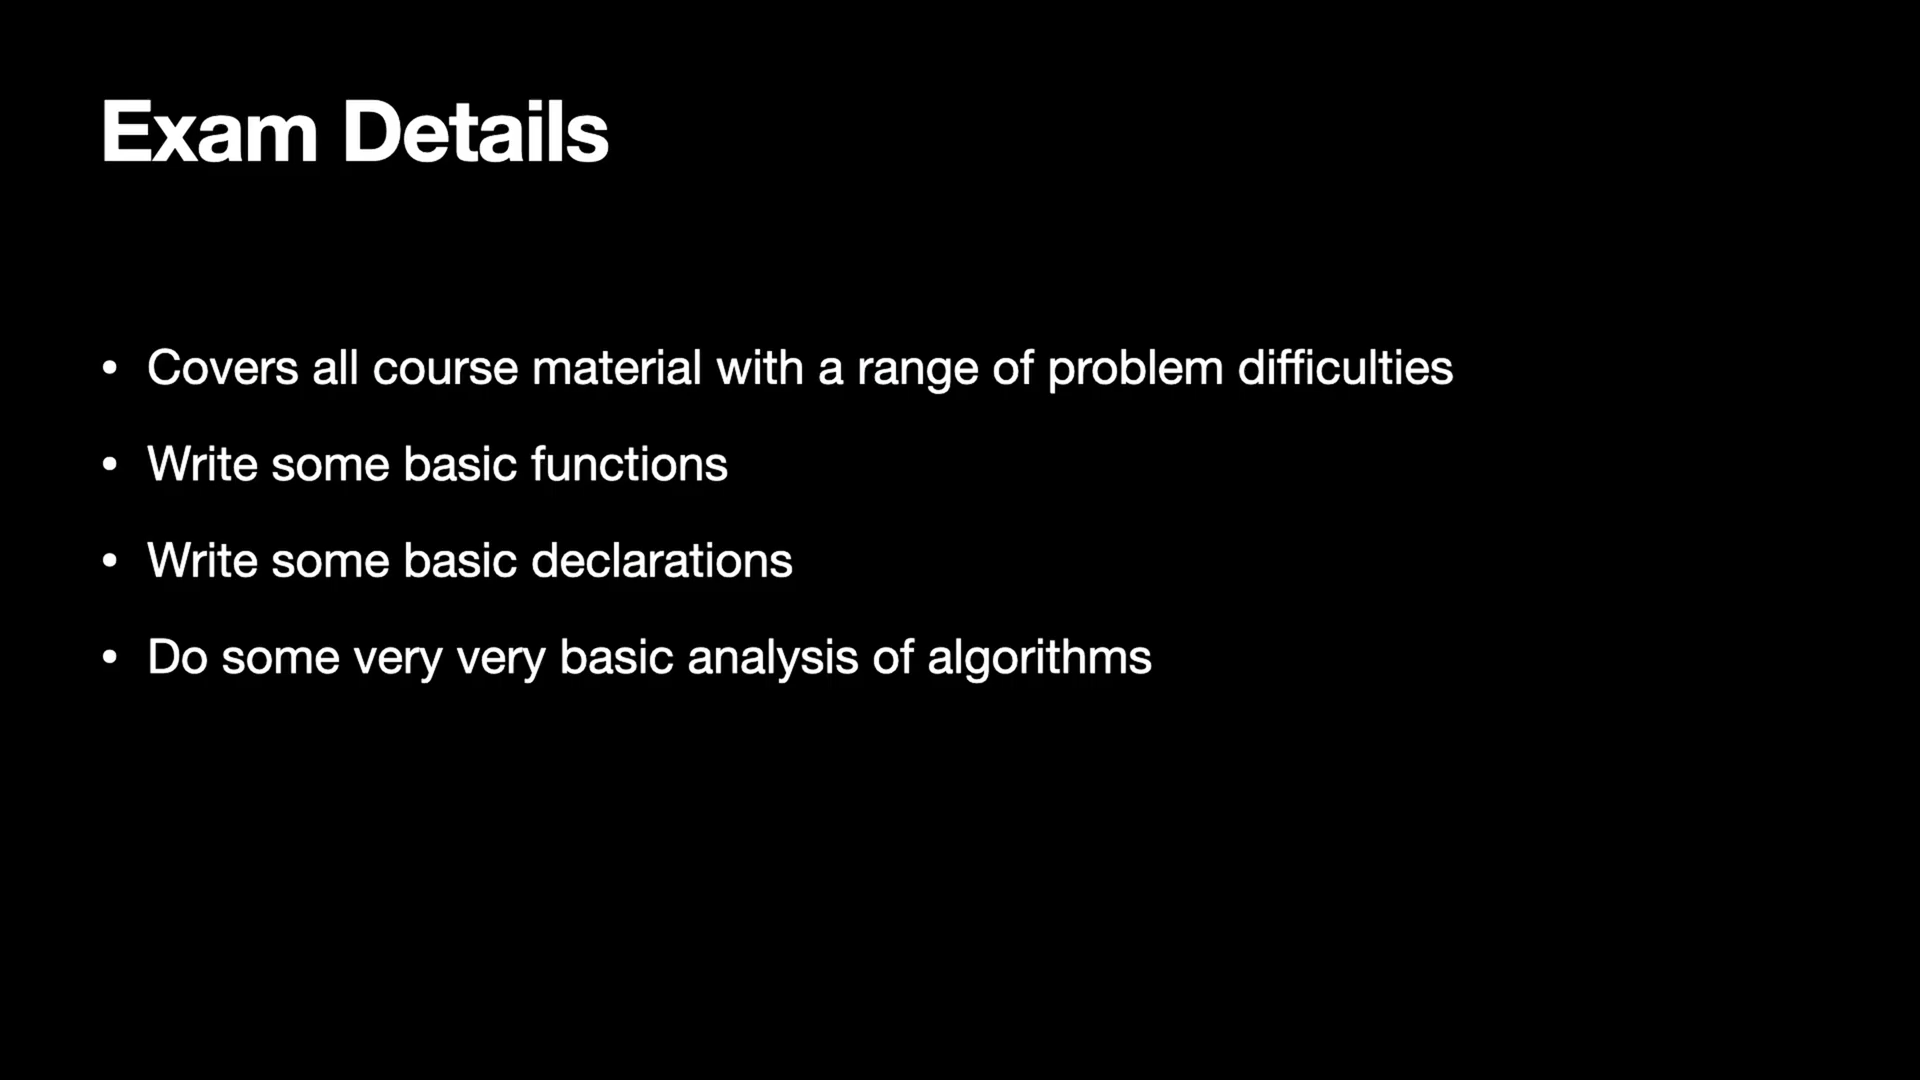 Exam Details
• Covers all course material with a range of problem difficulties
• Write some basic functions
• Write some basic declarations
• Do some very very basic analysis of algorithms